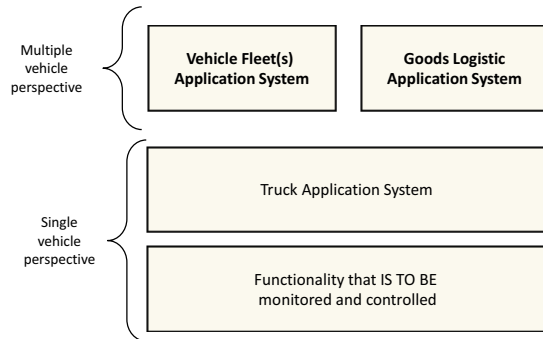 Multiple
vehicle
perspective
Vehicle Fleet(s)
Application System
Goods Logistic
Application System
Single
vehicle
perspective
Truck Application System
Functionality that IS TO BE
monitored and controlled